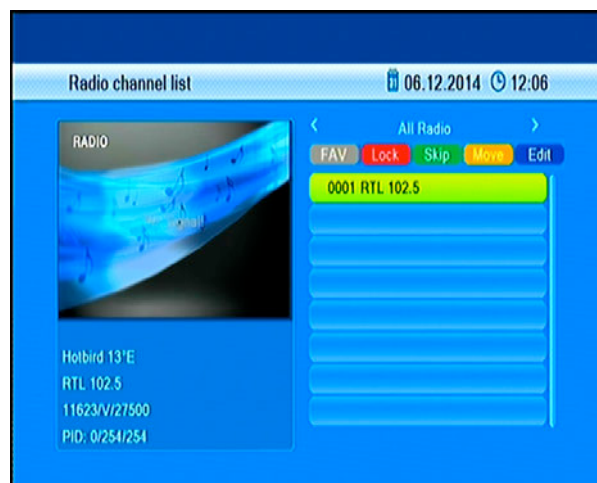 Radio channel list
06.12.2014 12:06
RADIO
All Radio
FAV Lock Skip Move Edit
0001 RTL 102.5
Hotbird 13°E
RTL 102.5
11623/V/27500
PID: 0/254/254